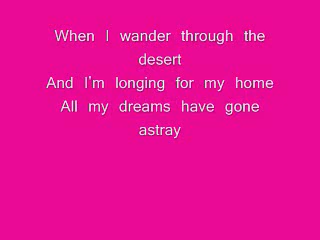 When I wander through the
desert
And I'm longing for my home
All my dreams have gone
astray